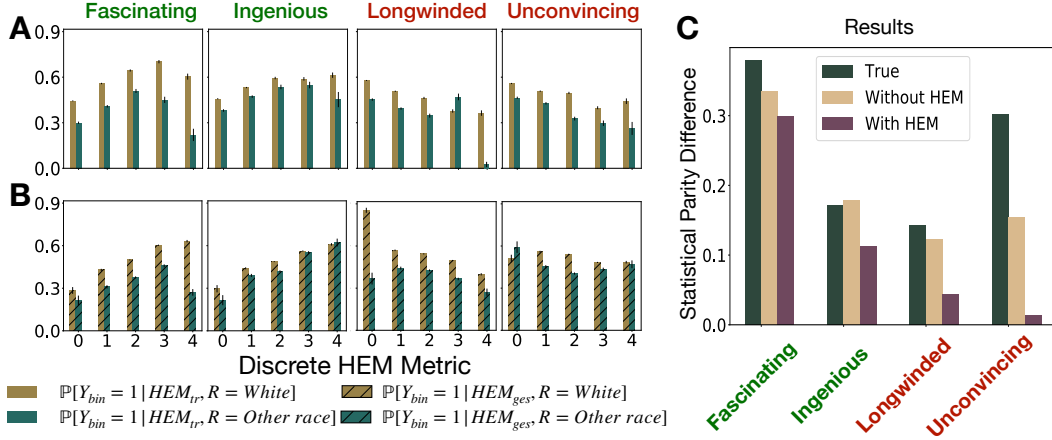 Fascinating Ingenious Longwinded Unconvincing
A
0.9
0.6
0.3
0.0
B
0.9
0.6
0.3
0.0
0 1 2 3 4 0 1 2 3 4 0 1 2 3 4 0 1 2 3 4
Discrete HEM Metric
ℙ[Y_bin = 1 | HEM_tr, R = White]
ℙ[Y_bin = 1 | HEM_ges, R = White]
ℙ[Y_bin = 1 | HEM_tr, R = Other race]
ℙ[Y_bin = 1 | HEM_ges, R = Other race]
C
Results
True
Without HEM
With HEM
Statistical Parity Difference
0.3
0.2
0.1
0.0
Fascinating
Ingenious
Longwinded
Unconvincing